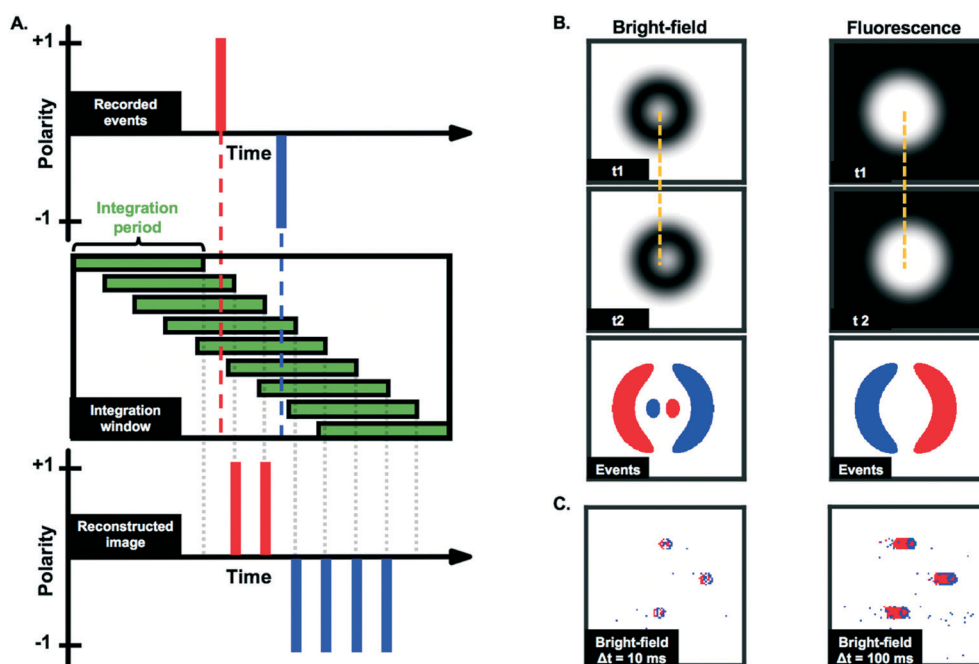 A.
+1
Polarity
Recorded
events
Time
-1
Integration
period
Integration
window
+1
Polarity
Reconstructed
image
Time
-1
B.
Bright-field
Fluorescence
t1
t1
t2
t 2
Events
Events
C.
Bright-field
Δt = 10 ms
Bright-field
Δt = 100 ms